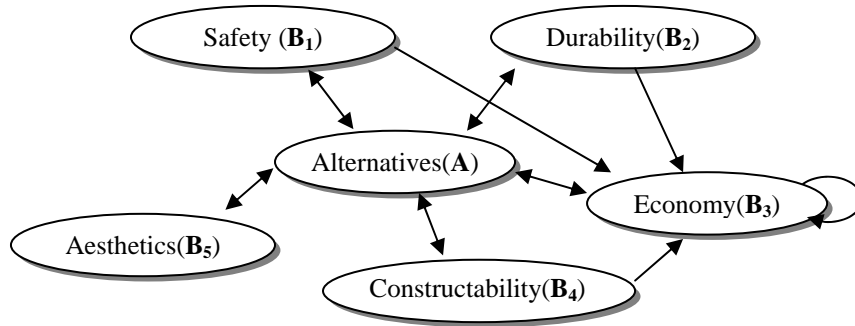 Safety (B1)
Durability(B2)
Alternatives(A)
Economy(B3)
Aesthetics(B5)
Constructability(B4)